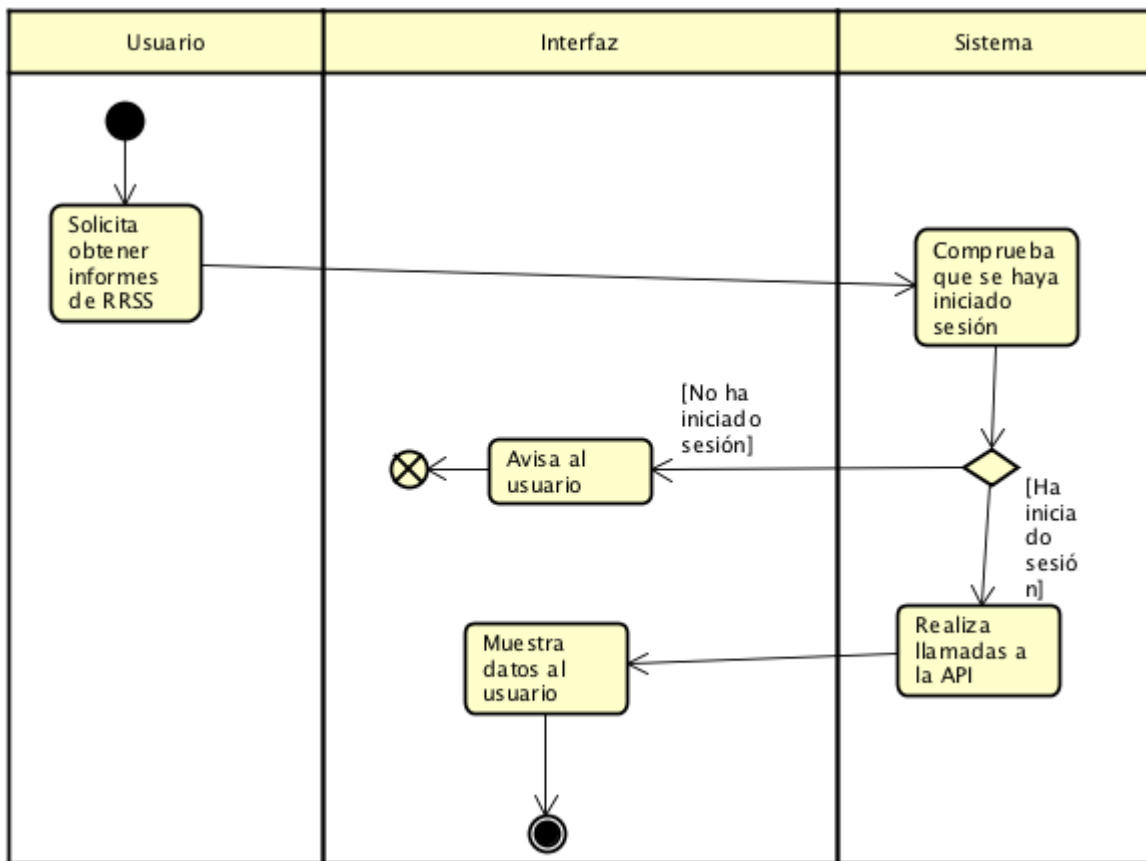 Usuario
Interfaz
Sistema
Solicita
obtener
informes
de RRSS
Comprueba
que se haya
iniciado
sesión
[No ha
iniciado
sesión]
Avisa al
usuario
[Ha
inicia
do
sesió
n]
Realiza
llamadas a
la API
Muestra
datos al
usuario